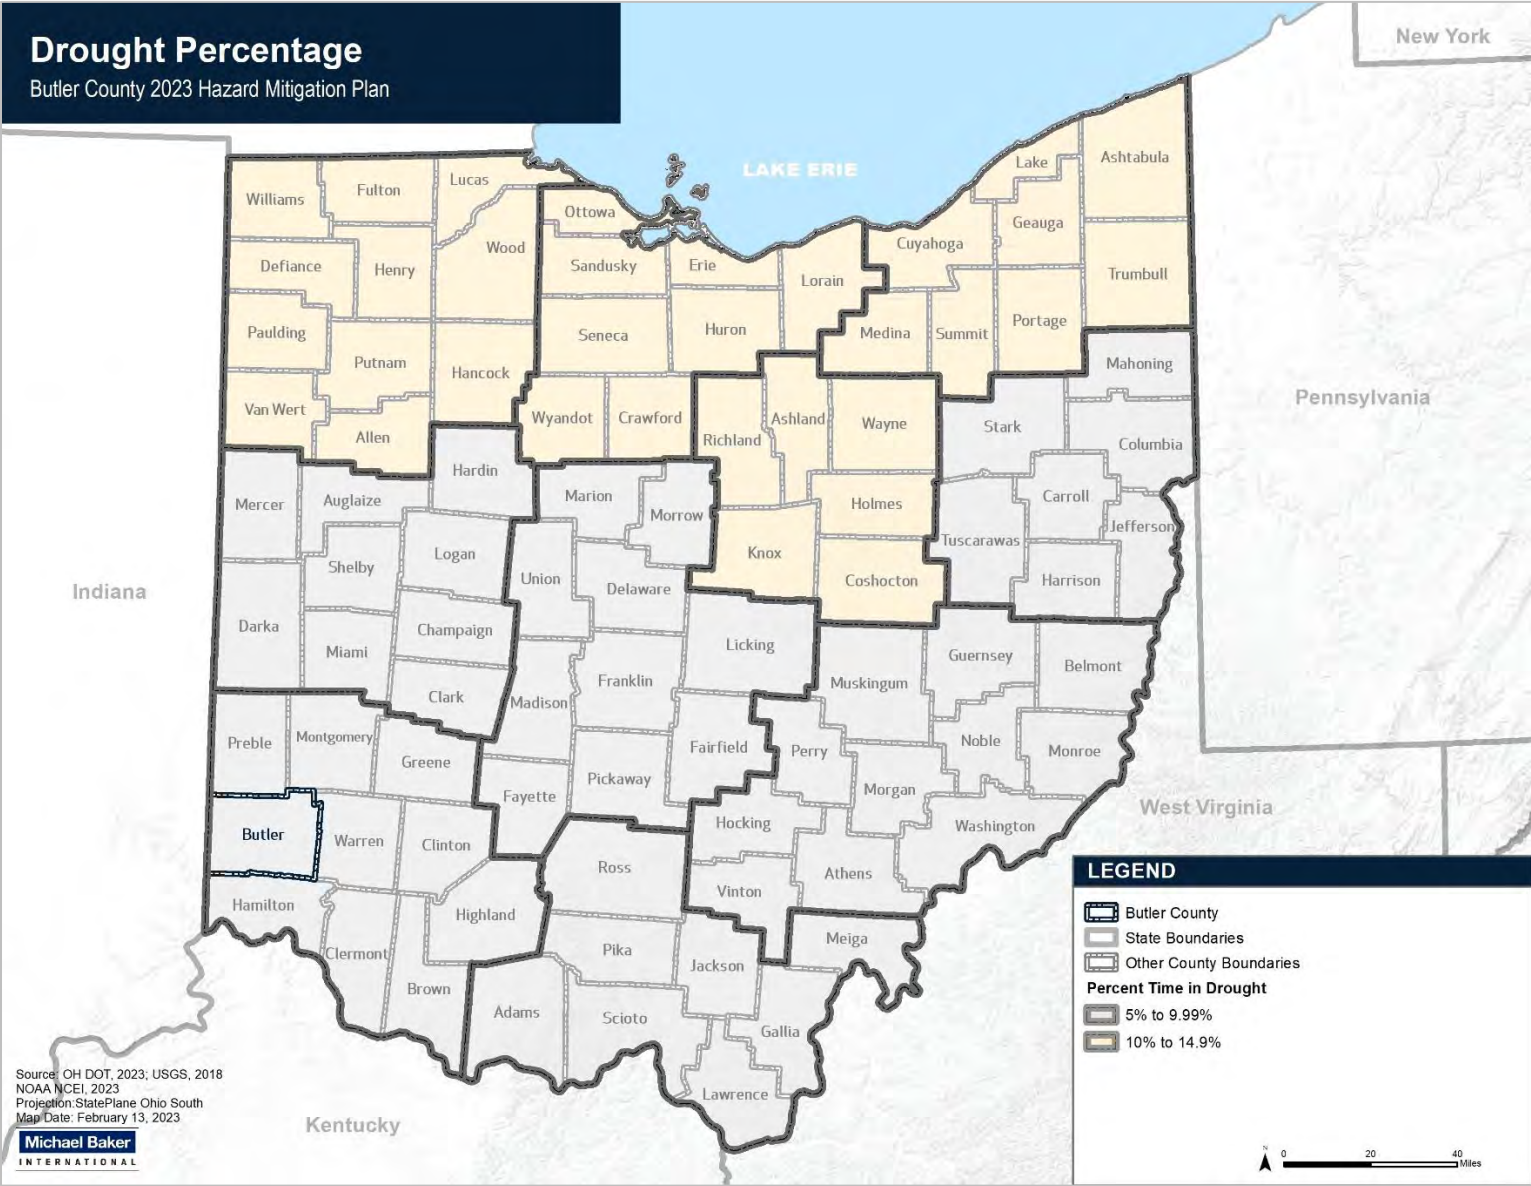 Drought Percentage
Butler County 2023 Hazard Mitigation Plan
New York
LAKE ERIE
Lake
Ashtabula
Williams
Fulton
Lucas
Ottowa
Geauga
Cuyahoga
Wood
Defiance
Henry
Sandusky
Erie
Lorain
Trumbull
Paulding
Seneca
Huron
Medina
Summit
Portage
Putnam
Hancock
Mahoning
Pennsylvania
Van Wert
Allen
Wyandot
Crawford
Richland
Ashland
Wayne
Stark
Columbia
Hardin
Mercer
Auglaize
Marion
Morrow
Holmes
Carroll
Jefferson
Logan
Shelby
Union
Delaware
Knox
Coshocton
Tuscarawas
Harrison
Indiana
Darka
Miami
Champaign
Licking
Guernsey
Belmont
Clark
Madison
Franklin
Muskingum
Preble
Montgomery
Greene
Fairfield
Perry
Noble
Monroe
Fayette
Pickaway
Morgan
West Virginia
Butler
Warren
Clinton
Hocking
Washington
Ross
Vinton
Athens
Hamilton
Highland
Clermont
Pika
Jackson
Meiga
Brown
Adams
Scioto
Gallia
Lawrence
Kentucky
LEGEND
Butler County
State Boundaries
Other County Boundaries
Percent Time in Drought
5% to 9.99%
10% to 14.9%
Source: OH DOT, 2023; USGS, 2018
NOAA NCEI, 2023
Projection:StatePlane Ohio South
Map Date: February 13, 2023
Michael Baker
INTERNATIONAL
N
0 20 40
Miles